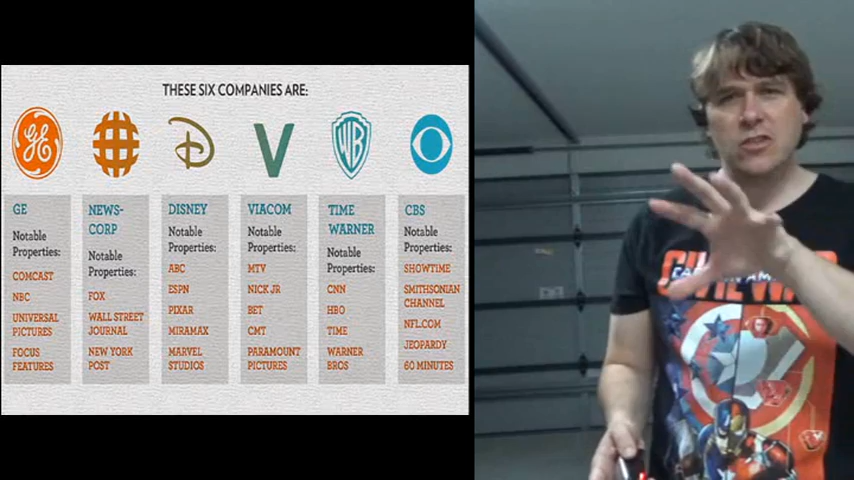 THESE SIX COMPANIES ARE:
GE
V
WB
GE
Notable
Properties:
COMCAST
NBC
UNIVERSAL
PICTURES
FOCUS
FEATURES
NEWS-
CORP
Notable
Properties:
FOX
WALL STREET
JOURNAL
NEW YORK
POST
DISNEY
Notable
Properties:
ABC
ESPN
PIXAR
MIRAMAX
MARVEL
STUDIOS
VIACOM
Notable
Properties:
MTV
NICK JR
BET
CMT
PARAMOUNT
PICTURES
TIME
WARNER
Notable
Properties:
CNN
HBO
TIME
WARNER
BROS
CBS
Notable
Properties:
SHOWTIME
SMITHSONIAN
CHANNEL
NFL.COM
JEOPARDY
60 MINUTES